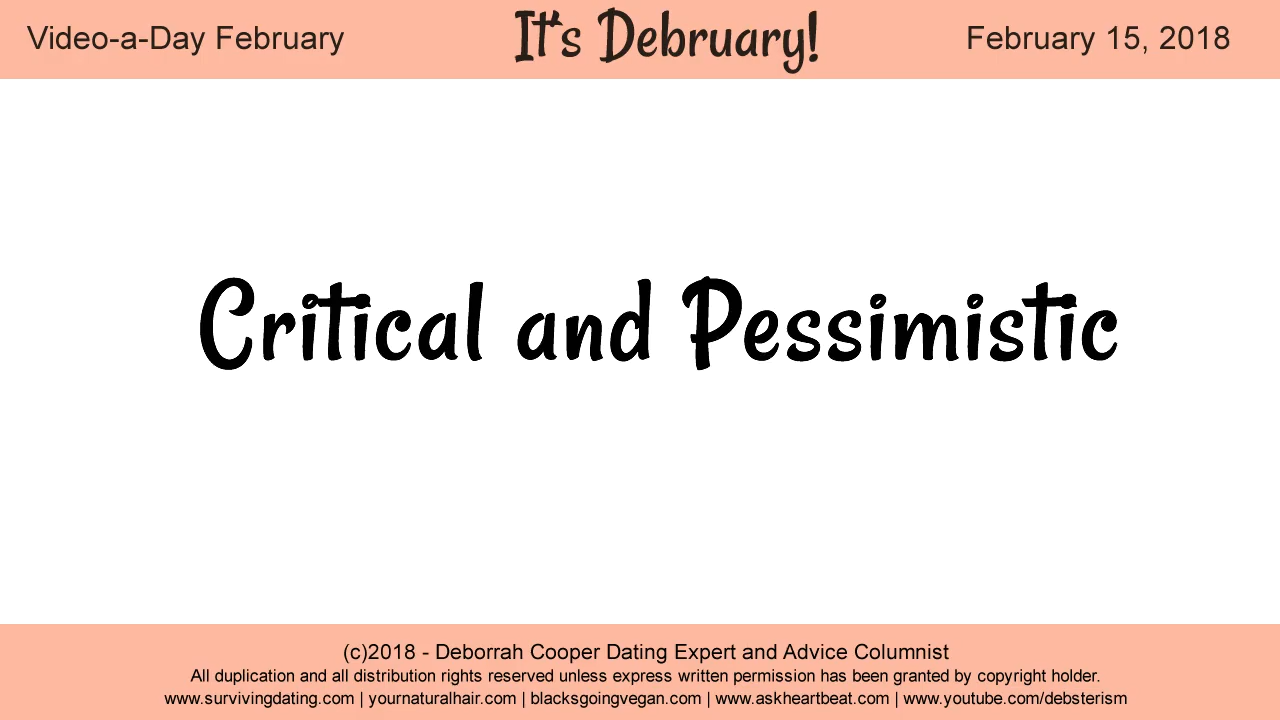 Video-a-Day February
It's Debruary!
February 15, 2018
Critical and Pessimistic
(c)2018 - Deborrah Cooper Dating Expert and Advice Columnist
All duplication and all distribution rights reserved unless express written permission has been granted by copyright holder.
www.survivingdating.com | yournaturalhair.com | blacksgoingvegan.com | www.askheartbeat.com | www.youtube.com/debsterism